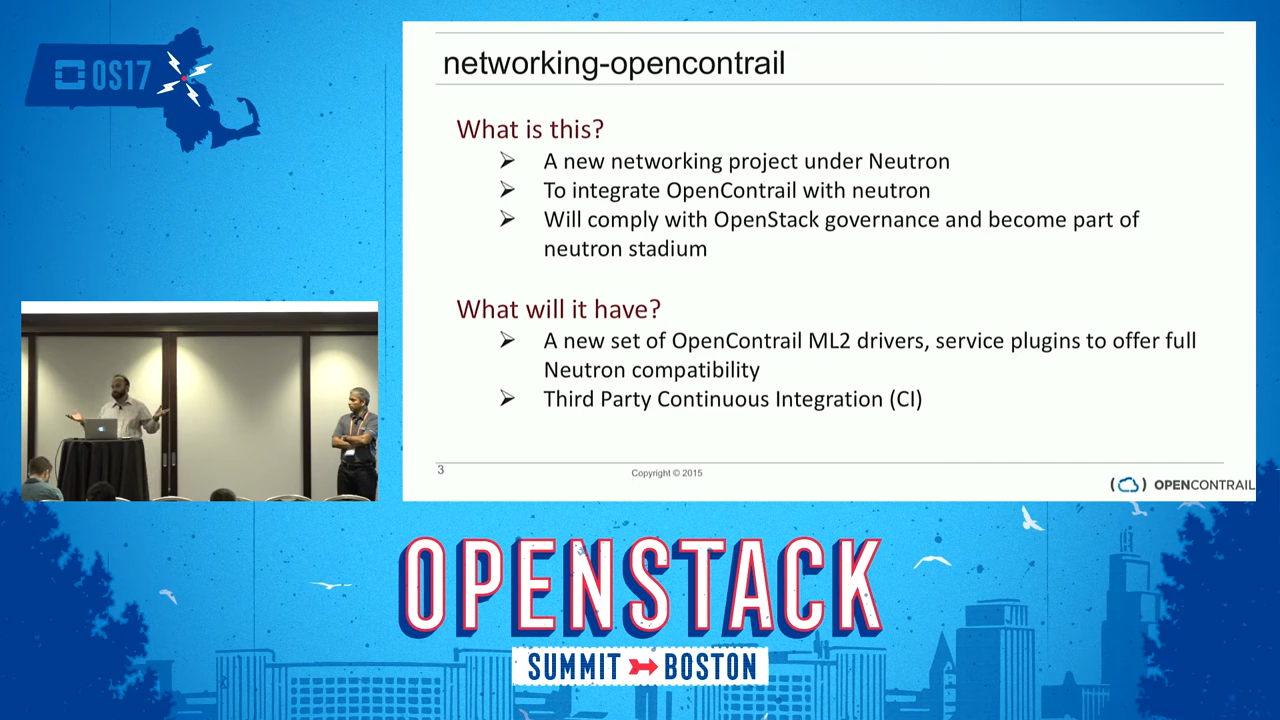 OS17
networking-opencontrail
What is this?
➢ A new networking project under Neutron
➢ To integrate OpenContrail with neutron
➢ Will comply with OpenStack governance and become part of
neutron stadium
What will it have?
➢ A new set of OpenContrail ML2 drivers, service plugins to offer full
Neutron compatibility
➢ Third Party Continuous Integration (CI)
3
Copyright © 2015
OPENCONTRAIL
OPENSTACK
SUMMIT BOSTON